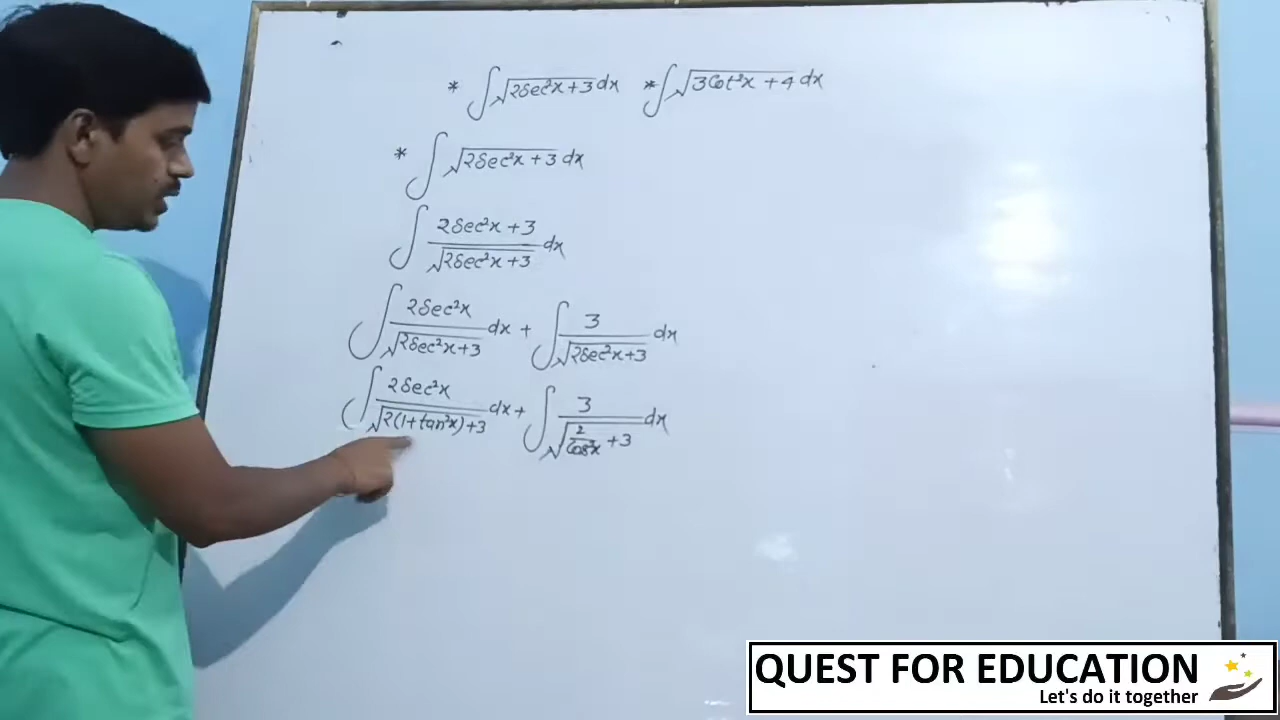 * ∫√(2sec²x+3) dx * ∫√(3cot²x+4) dx
* ∫√(2sec²x+3) dx
∫ (2sec²x+3)/√(2sec²x+3) dx
∫ 2sec²x/√(2sec²x+3) dx + ∫ 3/√(2sec²x+3) dx
∫ 2sec²x/√(2(1+tan²x)+3) dx + ∫ 3/√(2/cos²x +3) dx
QUEST FOR EDUCATION
Let's do it together